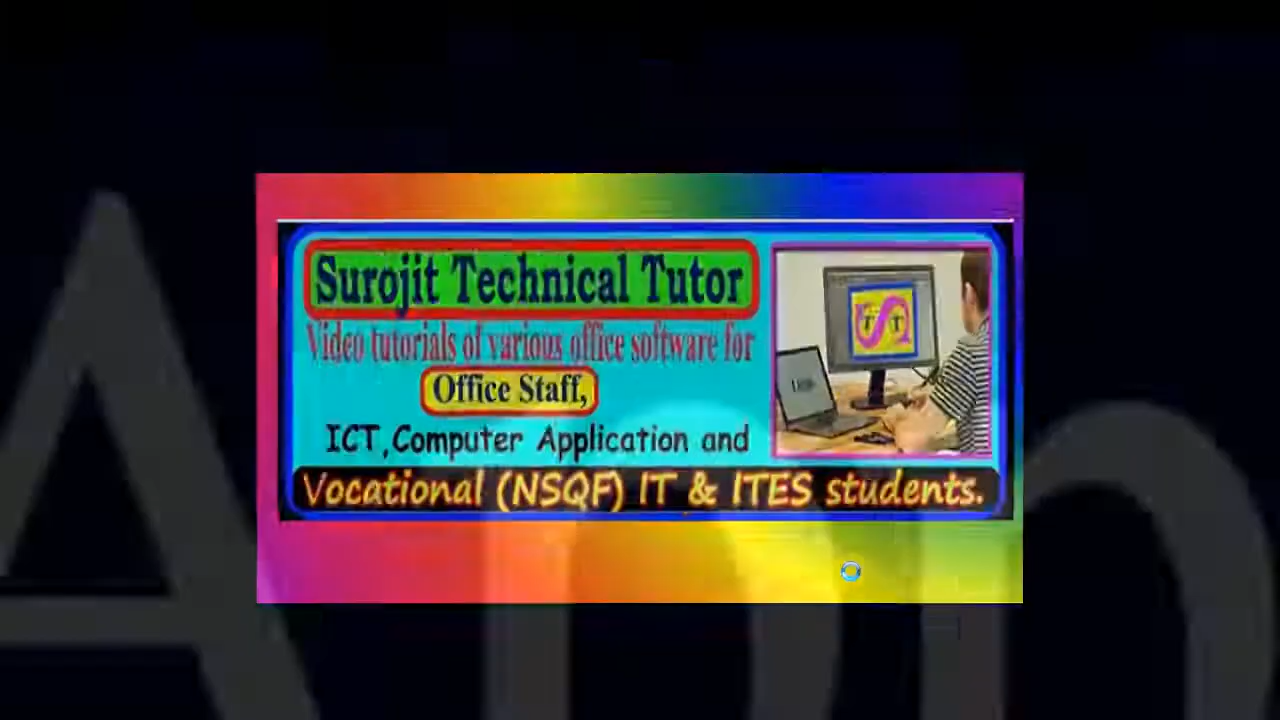 Surojit Technical Tutor
Video tutorials of various office software for
Office Staff,
ICT,Computer Application and
Vocational (NSQF) IT & ITES students.